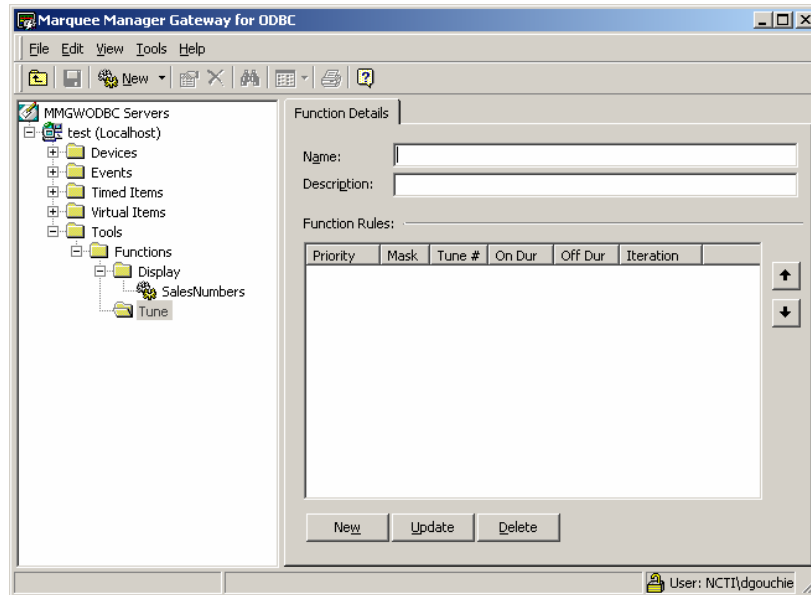 Marquee Manager Gateway for ODBC
File Edit View Tools Help
New
MMGWODBC Servers
test (Localhost)
Devices
Events
Timed Items
Virtual Items
Tools
Functions
Display
SalesNumbers
Tune
Function Details
Name:
Description:
Function Rules:
Priority Mask Tune # On Dur Off Dur Iteration
New Update Delete
User: NCTI\dgouchie